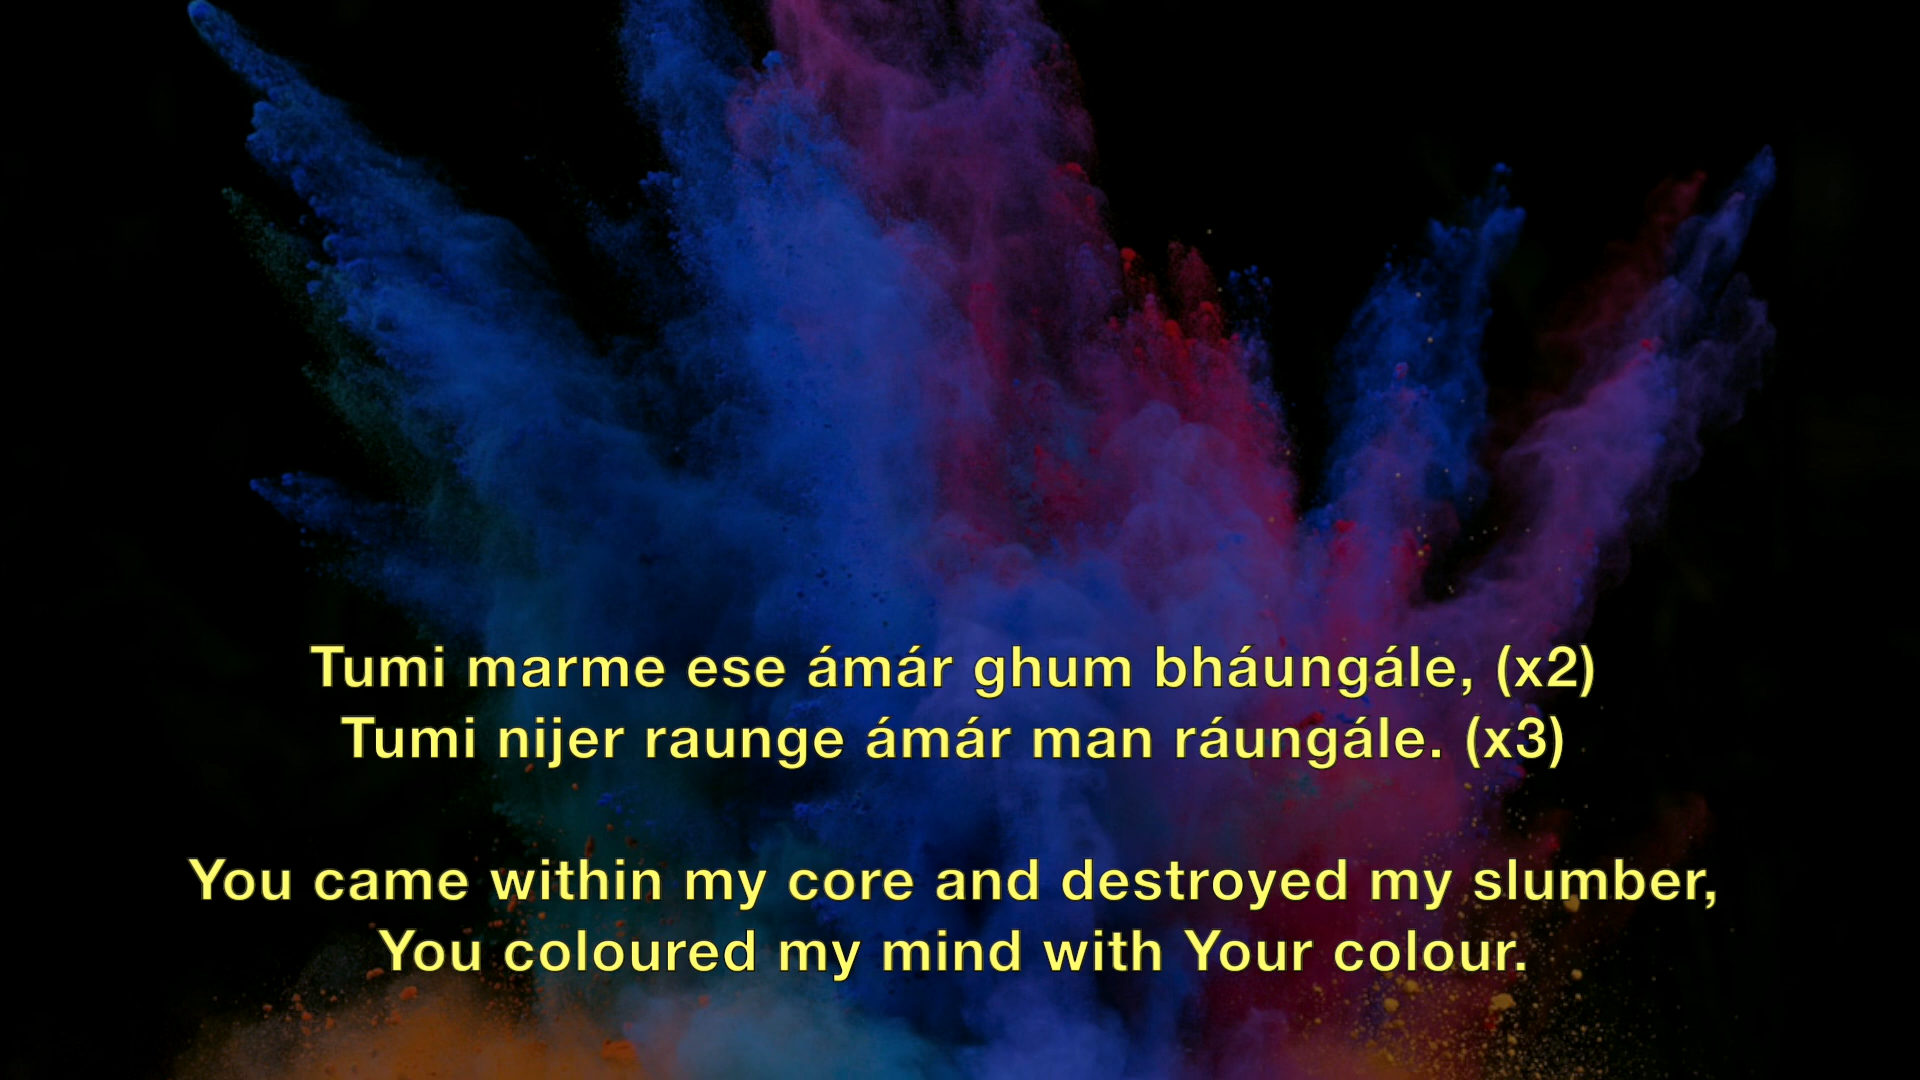 Tumi marme ese ámár ghum bháungále, (x2)
Tumi nijer raunge ámár man ráungále. (x3)
You came within my core and destroyed my slumber,
You coloured my mind with Your colour.